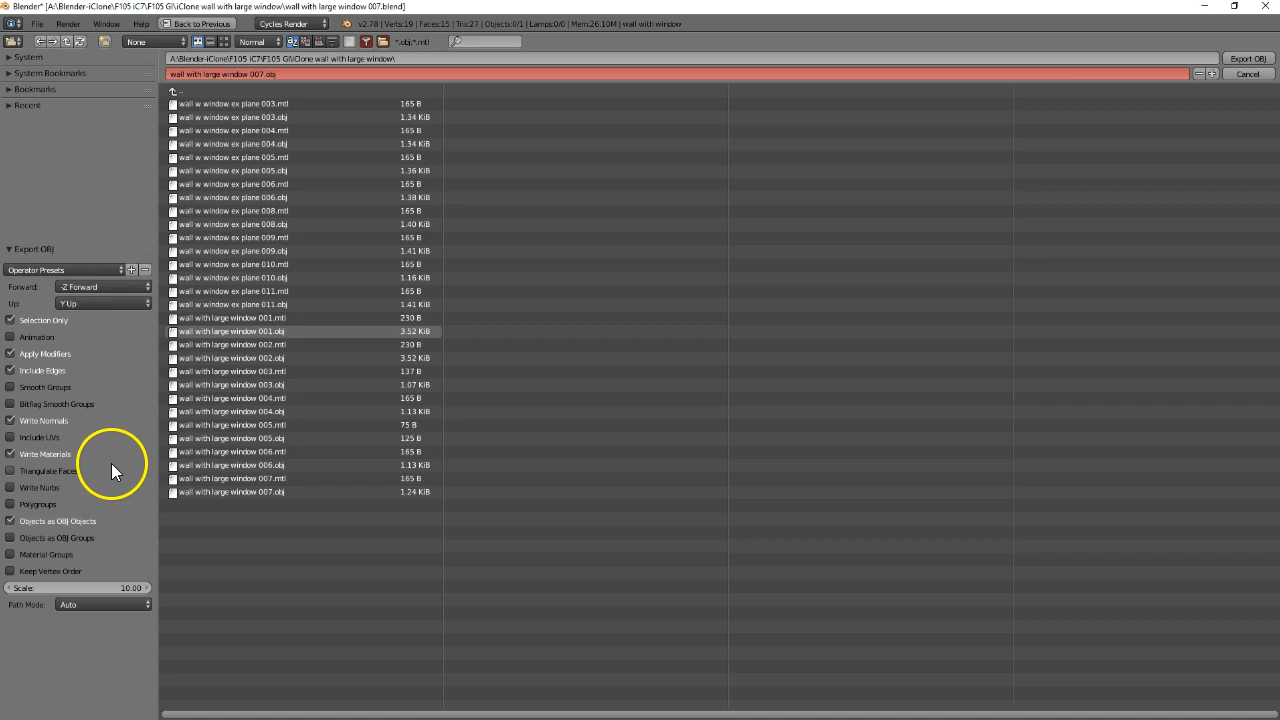 Blender* [A:\Blender-iClone\F105 iC7\F105 GI\iClone wall with large window\wall with large window 007.blend]
File Render Window Help Back to Previous Cycles Render v2.78 | Verts:19 | Faces:15 | Tris:27 | Objects:0/1 | Lamps:0/0 | Mem:26.10M | wall with window
None Normal *.obj;*.mtl
System
A:\Blender-iClone\F105 iC7\F105 GI\iClone wall with large window\
Export OBJ
System Bookmarks
wall with large window 007.obj
Cancel
Bookmarks
Recent
..
wall w window ex plane 003.mtl 165 B
wall w window ex plane 003.obj 1.34 KiB
wall w window ex plane 004.mtl 165 B
wall w window ex plane 004.obj 1.34 KiB
wall w window ex plane 005.mtl 165 B
wall w window ex plane 005.obj 1.36 KiB
wall w window ex plane 006.mtl 165 B
wall w window ex plane 006.obj 1.38 KiB
wall w window ex plane 008.mtl 165 B
wall w window ex plane 008.obj 1.40 KiB
wall w window ex plane 009.mtl 165 B
wall w window ex plane 009.obj 1.41 KiB
wall w window ex plane 010.mtl 165 B
wall w window ex plane 010.obj 1.16 KiB
wall w window ex plane 011.mtl 165 B
wall w window ex plane 011.obj 1.41 KiB
wall with large window 001.mtl 230 B
wall with large window 001.obj 3.52 KiB
wall with large window 002.mtl 230 B
wall with large window 002.obj 3.52 KiB
wall with large window 003.mtl 137 B
wall with large window 003.obj 1.07 KiB
wall with large window 004.mtl 165 B
wall with large window 004.obj 1.13 KiB
wall with large window 005.mtl 75 B
wall with large window 005.obj 125 B
wall with large window 006.mtl 165 B
wall with large window 006.obj 1.13 KiB
wall with large window 007.mtl 165 B
wall with large window 007.obj 1.24 KiB
Export OBJ
Operator Presets
Forward: -Z Forward
Up: Y Up
Selection Only
Animation
Apply Modifiers
Include Edges
Smooth Groups
Bitflag Smooth Groups
Write Normals
Include UVs
Write Materials
Triangulate Faces
Write Nurbs
Polygroups
Objects as OBJ Objects
Objects as OBJ Groups
Material Groups
Keep Vertex Order
Scale: 10.00
Path Mode: Auto